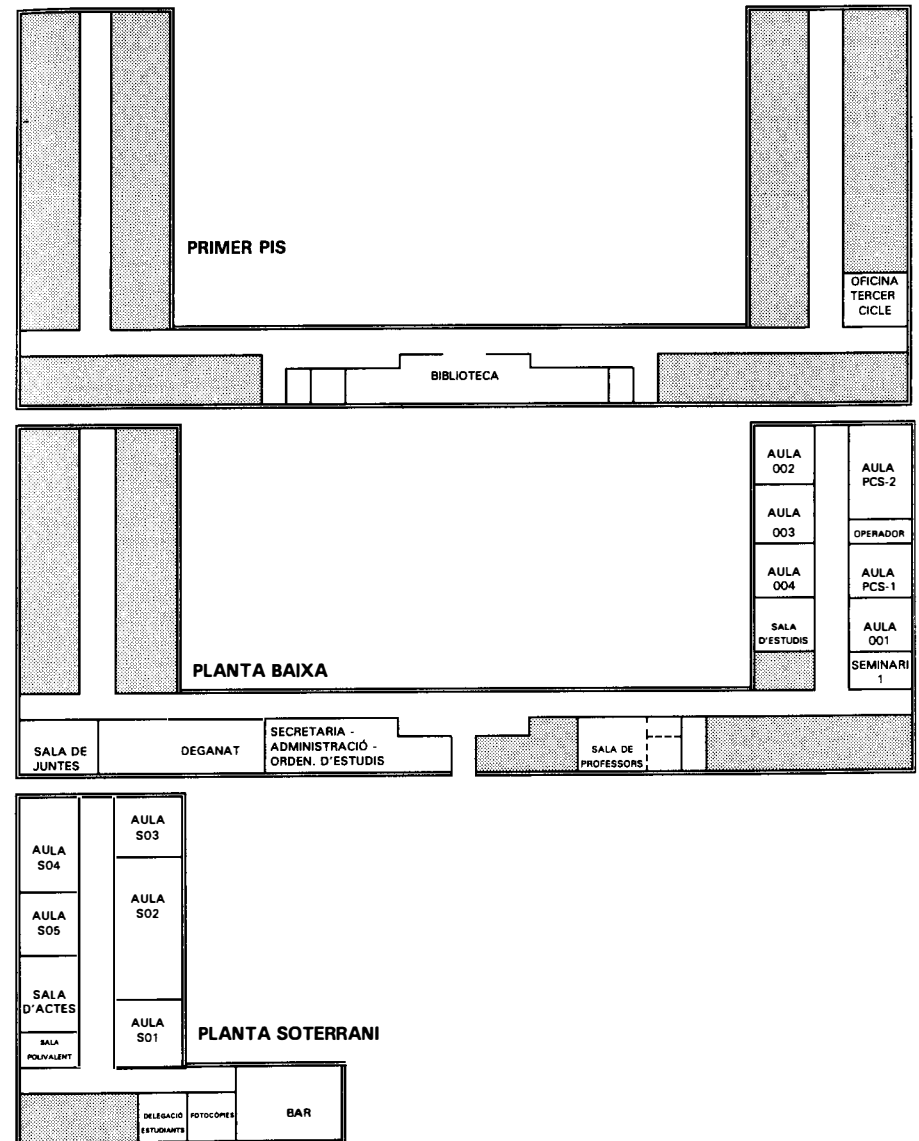 PRIMER PIS
OFICINA
TERCER
CICLE
BIBLIOTECA
AULA
002
AULA
PCS-2
AULA
003
OPERADOR
AULA
004
AULA
PCS-1
SALA
D'ESTUDIS
AULA
001
SEMINARI
1
PLANTA BAIXA
SALA DE
JUNTES
DEGANAT
SECRETARIA -
ADMINISTRACIÓ -
ORDEN. D'ESTUDIS
SALA DE
PROFESSORS
AULA
S03
AULA
S04
AULA
S02
AULA
S05
SALA
D'ACTES
AULA
S01
SALA
POLIVALENT
PLANTA SOTERRANI
DELEGACIÓ
ESTUDIANTS
FOTOCÒPIES
BAR